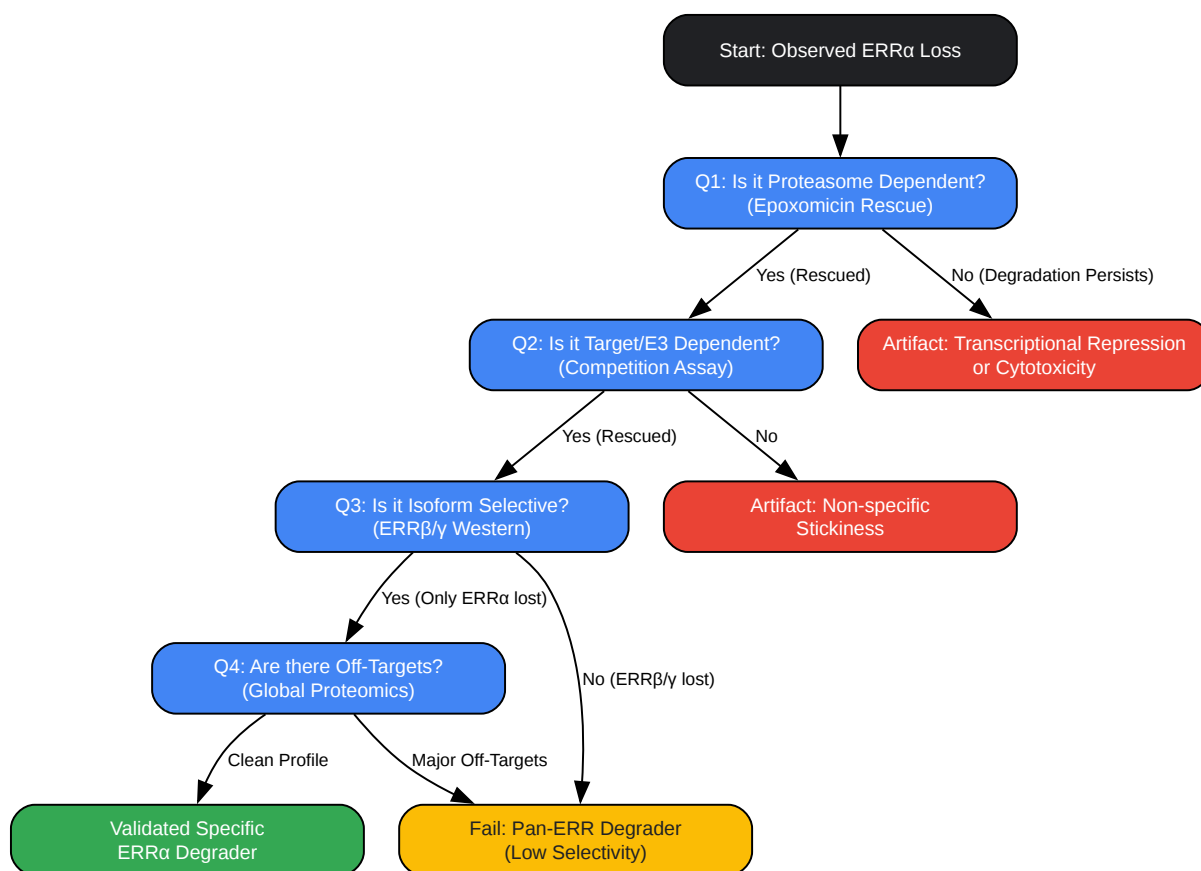 Start: Observed ERRα Loss
Q1: Is it Proteasome Dependent?
(Epoxomicin Rescue)
Yes (Rescued)
No (Degradation Persists)
Q2: Is it Target/E3 Dependent?
(Competition Assay)
Artifact: Transcriptional Repression
or Cytotoxicity
Yes (Rescued)
No
Q3: Is it Isoform Selective?
(ERRβ/γ Western)
Artifact: Non-specific
Stickiness
Yes (Only ERRα lost)
Q4: Are there Off-Targets?
(Global Proteomics)
No (ERRβ/γ lost)
Clean Profile
Major Off-Targets
Validated Specific
ERRα Degrader
Fail: Pan-ERR Degrader
(Low Selectivity)